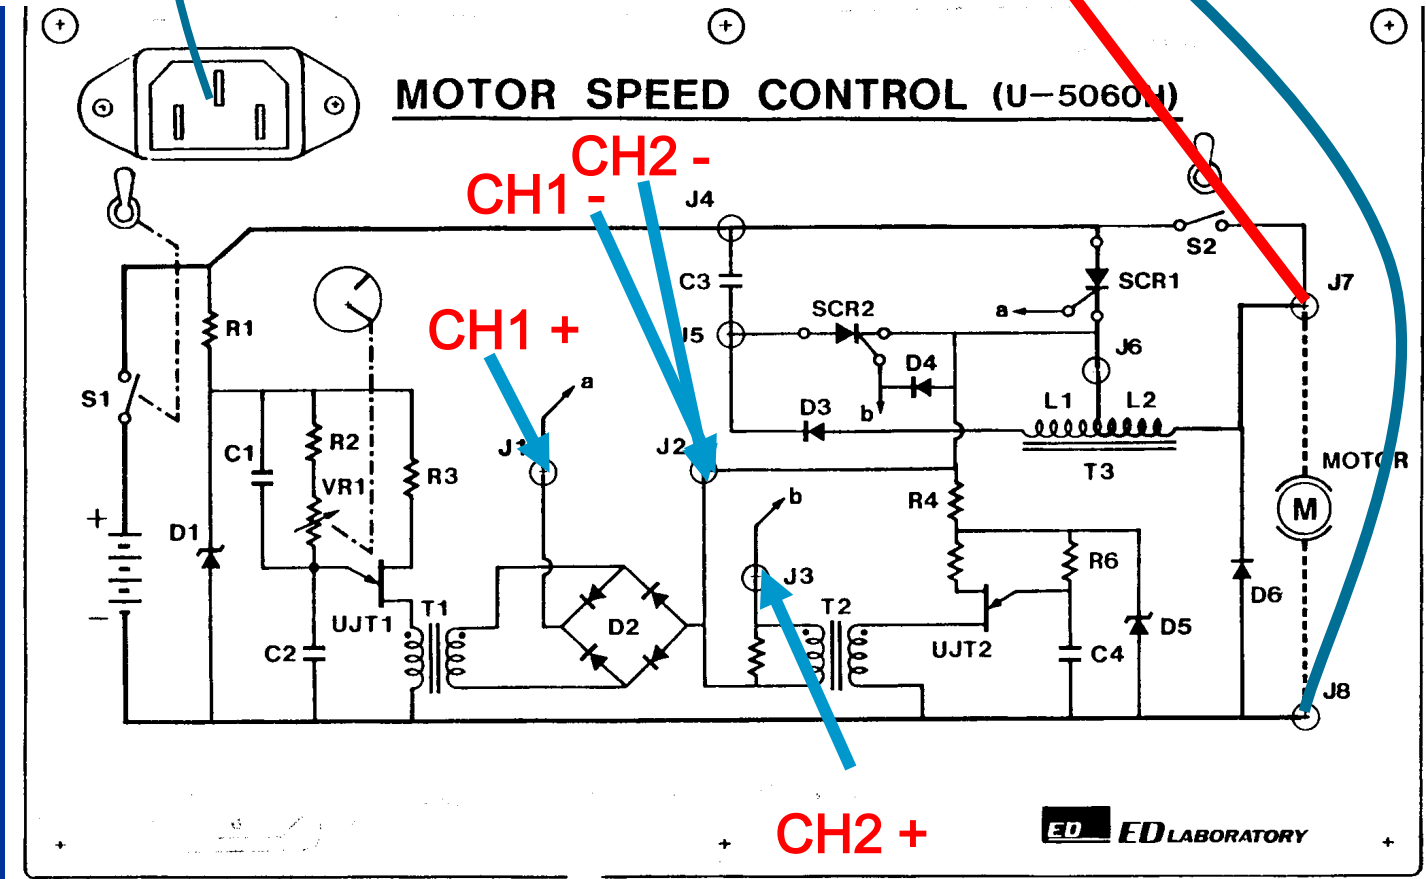 MOTOR SPEED CONTROL (U-5060H)
CH2 -
CH1 -
J4
S2
C3
SCR1
J7
SCR2
a
R1
CH1 +
J5
J6
D4
a
S1
b
D3
L1 L2
C1
R2
J1
J2
T3
MOTOR
R3
VR1
R4
b
M
+
D1
J3
R6
-
T1
T2
D6
UJT1
D2
D5
C2
UJT2
C4
J8
CH2 +
ED ED LABORATORY